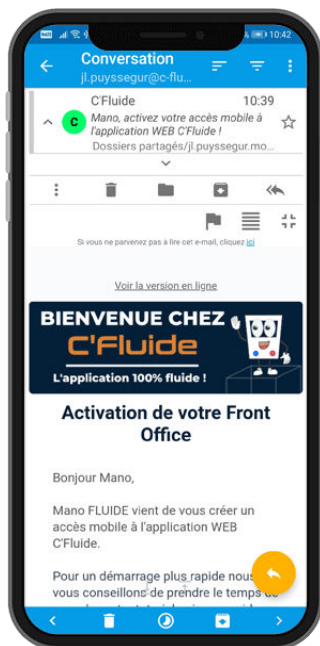 10:42
Conversation
jl.puyssegur@c-flu...
C'Fluide 10:39
C
Mano, activez votre accès mobile à
l'application WEB C'Fluide !
Dossiers partagés/jl.puyssegur.mo...
Si vous ne parvenez pas à lire cet e-mail, cliquez ici
Voir la version en ligne
BIENVENUE CHEZ
C'Fluide
L'application 100% fluide !
Activation de votre Front
Office
Bonjour Mano,
Mano FLUIDE vient de vous créer un
accès mobile à l'application WEB
C'Fluide.
Pour un démarrage plus rapide nous
vous conseillons de prendre le temps de